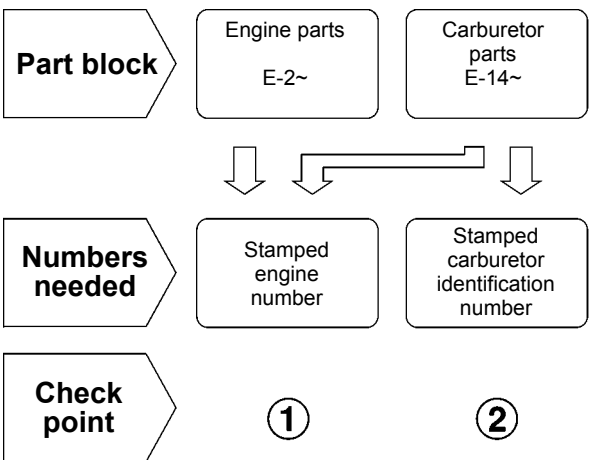 Part block
Engine parts
E-2~
Carburetor
parts
E-14~
Numbers
needed
Stamped
engine
number
Stamped
carburetor
identification
number
Check
point
①
②